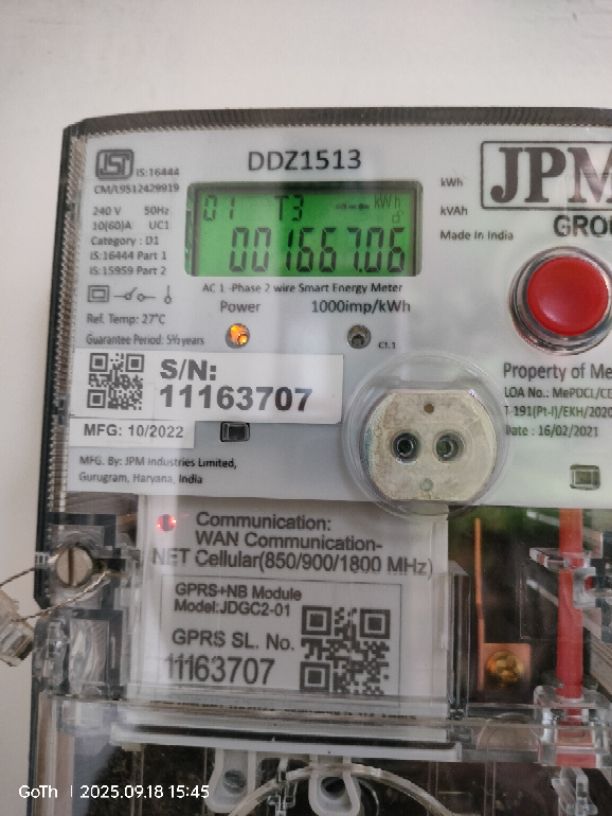 IS:16444
CM/L9512429919
DDZ1513
240 V 50Hz
10(60)A UC1
Category : D1
IS:16444 Part 1
IS:15959 Part 2
01 T3 kWh
001667.06
kWh
kVAh
Made In India
JPM
GROU
AC 1 -Phase 2 wire Smart Energy Meter
Power 1000imp/kWh
Ref. Temp: 27°C
Guarantee Period: 5½ years
S/N:
11163707
MFG: 10/2022
MFG. By: JPM Industries Limited,
Gurugram, Haryana, India
Property of Me
LOA No.: MePDCL/CE
T-191(Pt-I)/EKH/2020
Date : 16/02/2021
Communication:
WAN Communication-
NET Cellular(850/900/1800 MHz)
GPRS+NB Module
Model:JDGC2-01
GPRS SL. No.
11163707
GoTh | 2025.09.18 15:45